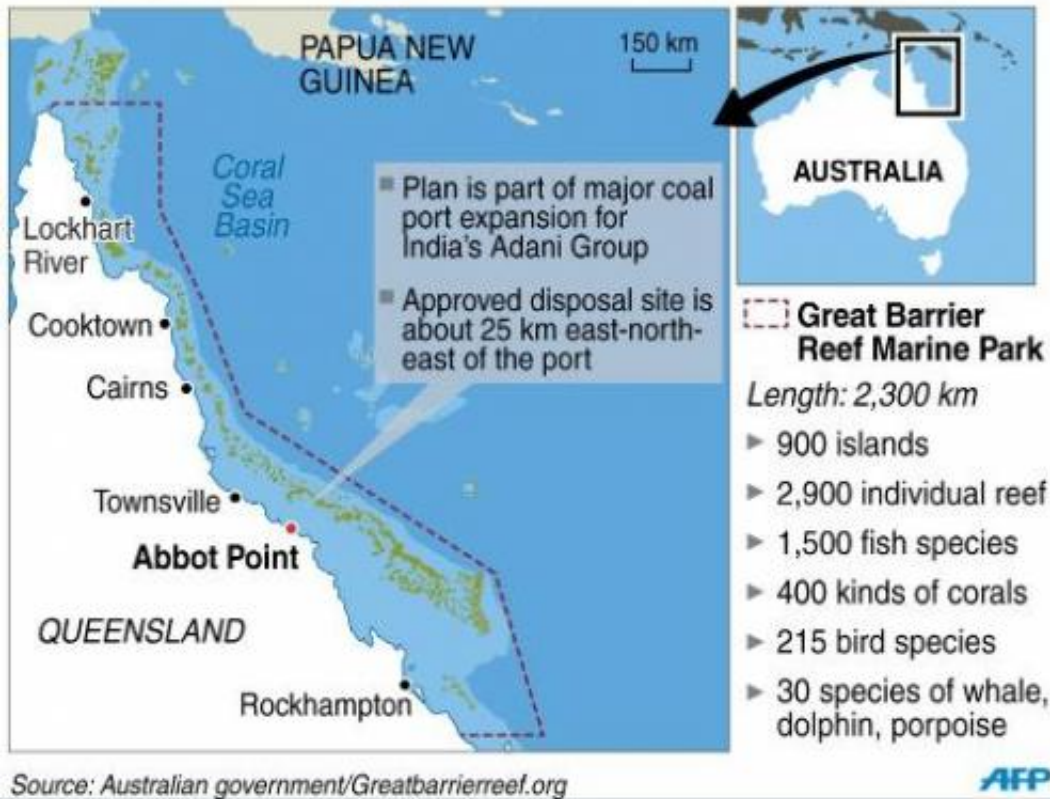 PAPUA NEW
GUINEA
150 km
Coral
Sea
Basin
▪ Plan is part of major coal
port expansion for
India's Adani Group
▪ Approved disposal site is
about 25 km east-north-
east of the port
Lockhart
River
Cooktown
Cairns
Townsville
Abbot Point
QUEENSLAND
Rockhampton
AUSTRALIA
Great Barrier
Reef Marine Park
Length: 2,300 km
► 900 islands
► 2,900 individual reef
► 1,500 fish species
► 400 kinds of corals
► 215 bird species
► 30 species of whale,
dolphin, porpoise
Source: Australian government/Greatbarrierreef.org
AFP